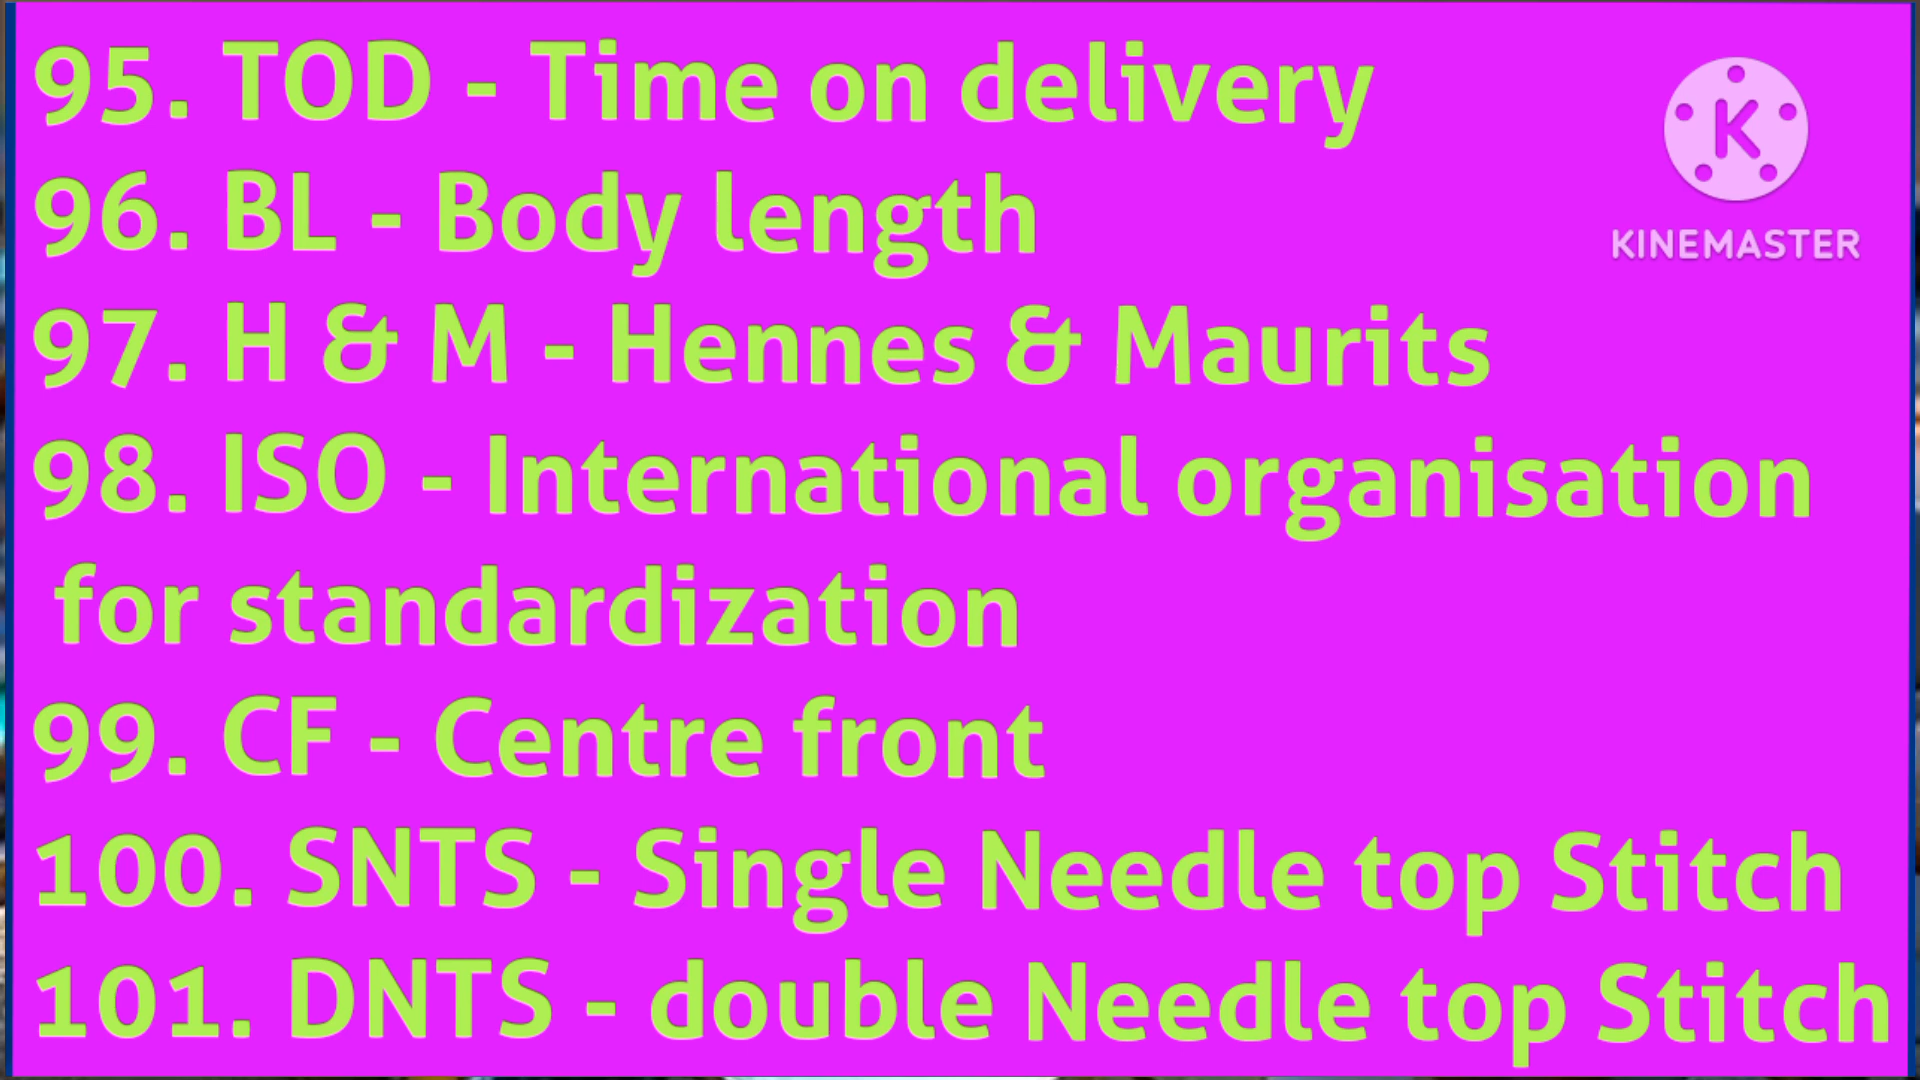 95. TOD - Time on delivery
96. BL - Body length
97. H & M - Hennes & Maurits
98. ISO - International organisation
for standardization
99. CF - Centre front
100. SNTS - Single Needle top Stitch
101. DNTS - double Needle top Stitch
K
KINEMASTER